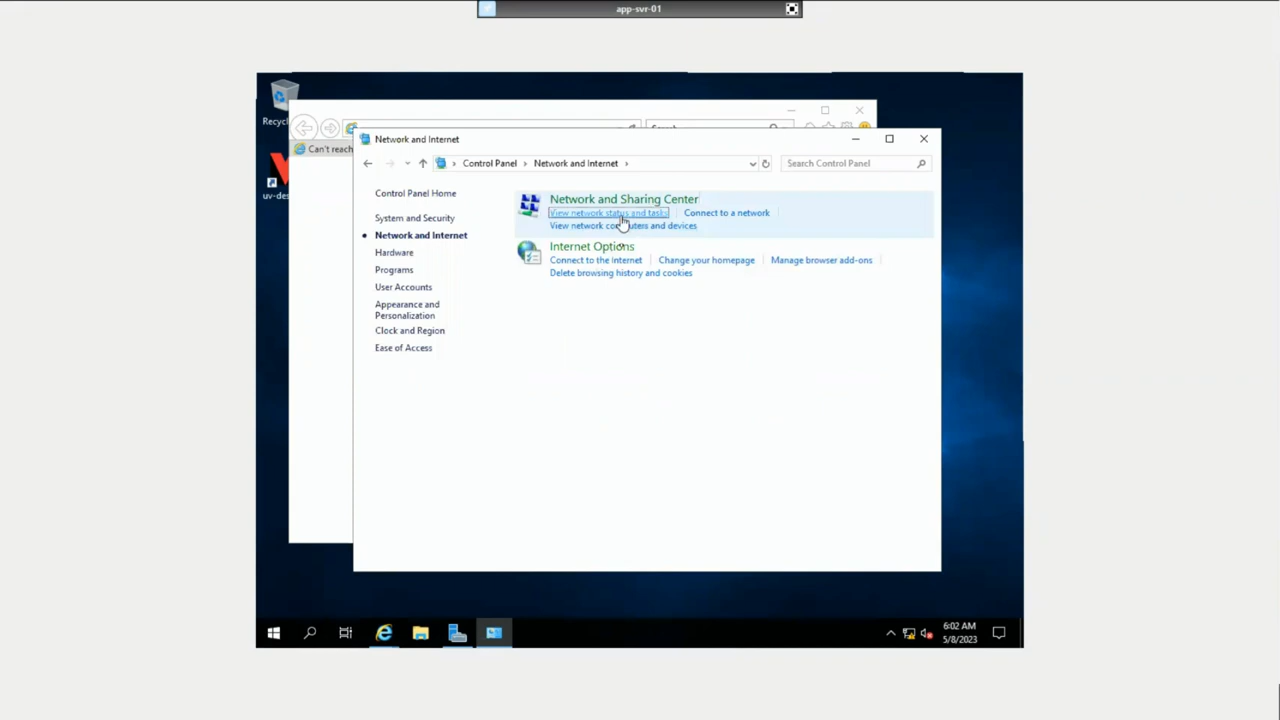 app-svr-01
Recyc
Search...
Can't reach
uv-des
Network and Internet
Control Panel > Network and Internet >
Search Control Panel
Control Panel Home
System and Security
Network and Internet
Hardware
Programs
User Accounts
Appearance and
Personalization
Clock and Region
Ease of Access
Network and Sharing Center
View network status and tasks
Connect to a network
View network computers and devices
Internet Options
Connect to the Internet
Change your homepage
Manage browser add-ons
Delete browsing history and cookies
6:02 AM
5/8/2023